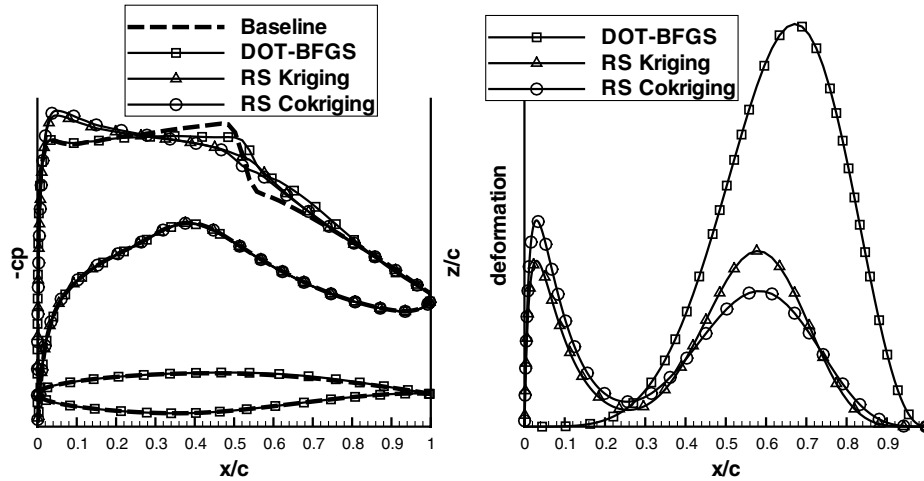 Baseline
DOT-BFGS
RS Kriging
RS Cokriging
-cp
z/c
0 0.1 0.2 0.3 0.4 0.5 0.6 0.7 0.8 0.9 1
x/c
DOT-BFGS
RS Kriging
RS Cokriging
deformation
0 0.1 0.2 0.3 0.4 0.5 0.6 0.7 0.8 0.9
x/c